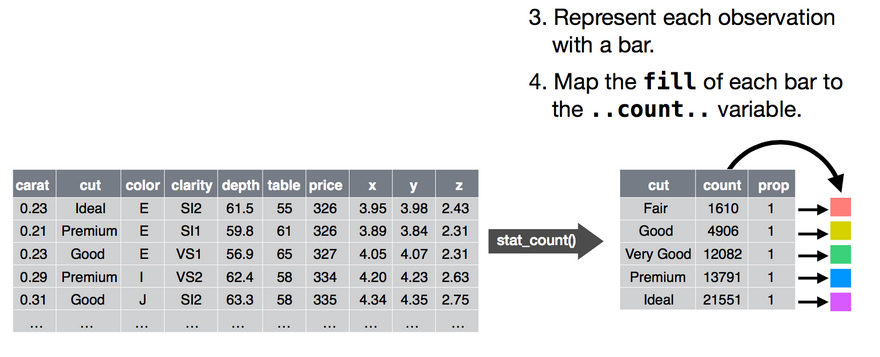 3. Represent each observation
with a bar.
4. Map the fill of each bar to
the ..count.. variable.
carat cut color clarity depth table price x y z
0.23 Ideal E SI2 61.5 55 326 3.95 3.98 2.43
0.21 Premium E SI1 59.8 61 326 3.89 3.84 2.31
0.23 Good E VS1 56.9 65 327 4.05 4.07 2.31
0.29 Premium I VS2 62.4 58 334 4.20 4.23 2.63
0.31 Good J SI2 63.3 58 335 4.34 4.35 2.75
... ... ... ... ... ... ... ... ... ...
stat_count()
cut count prop
Fair 1610 1
Good 4906 1
Very Good 12082 1
Premium 13791 1
Ideal 21551 1